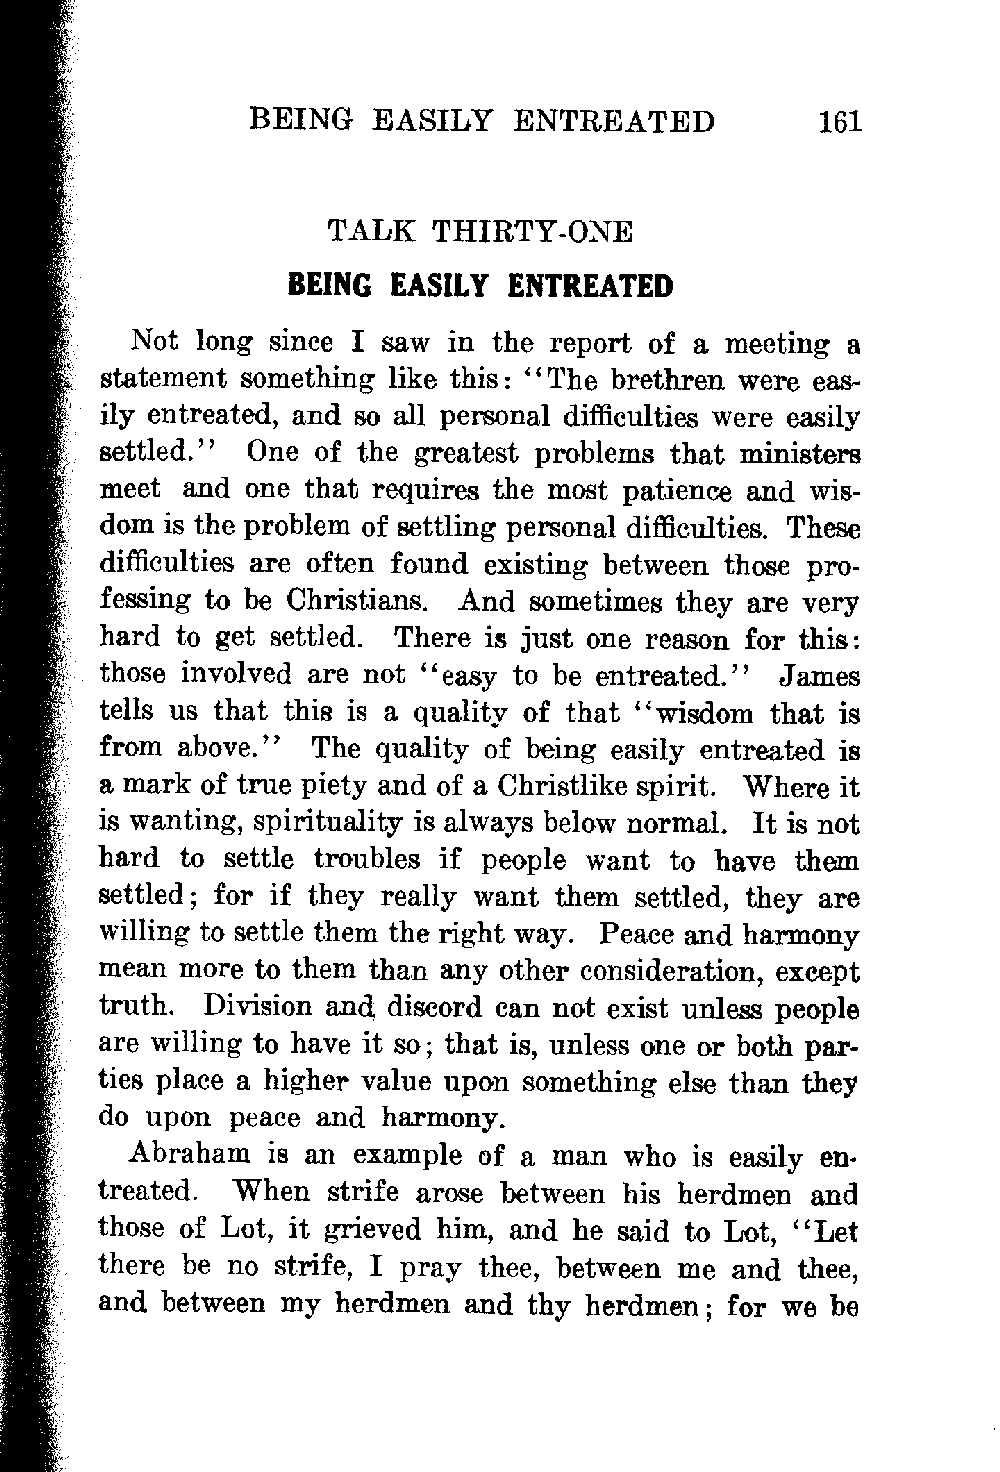 BEING EASILY ENTREATED 161
TALK THIRTY-ONE
BEING EASILY ENTREATED
Not long since I saw in the report of a meeting a
statement something like this: “The brethren were eas-
ily entreated, and so all personal difficulties were easily
settled.” One of the greatest problems that ministers
meet and one that requires the most patience and wis-
dom is the problem of settling personal difficulties. These
difficulties are often found existing between those pro-
fessing to be Christians. And sometimes they are very
hard to get settled. There is just one reason for this:
those involved are not “easy to be entreated.” James
tells us that this is a quality of that “wisdom that is
from above.” The quality of being easily entreated is
a mark of true piety and of a Christlike spirit. Where it
is wanting, spirituality is always below normal. It is not
hard to settle troubles if people want to have them
settled; for if they really want them settled, they are
willing to settle them the right way. Peace and harmony
mean more to them than any other consideration, except
truth. Division and discord can not exist unless people
are willing to have it so; that is, unless one or both par-
ties place a higher value upon something else than they
do upon peace and harmony.
Abraham is an example of a man who is easily en-
treated. When strife arose between his herdmen and
those of Lot, it grieved him, and he said to Lot, “Let
there be no strife, I pray thee, between me and thee,
and between my herdmen and thy herdmen; for we be